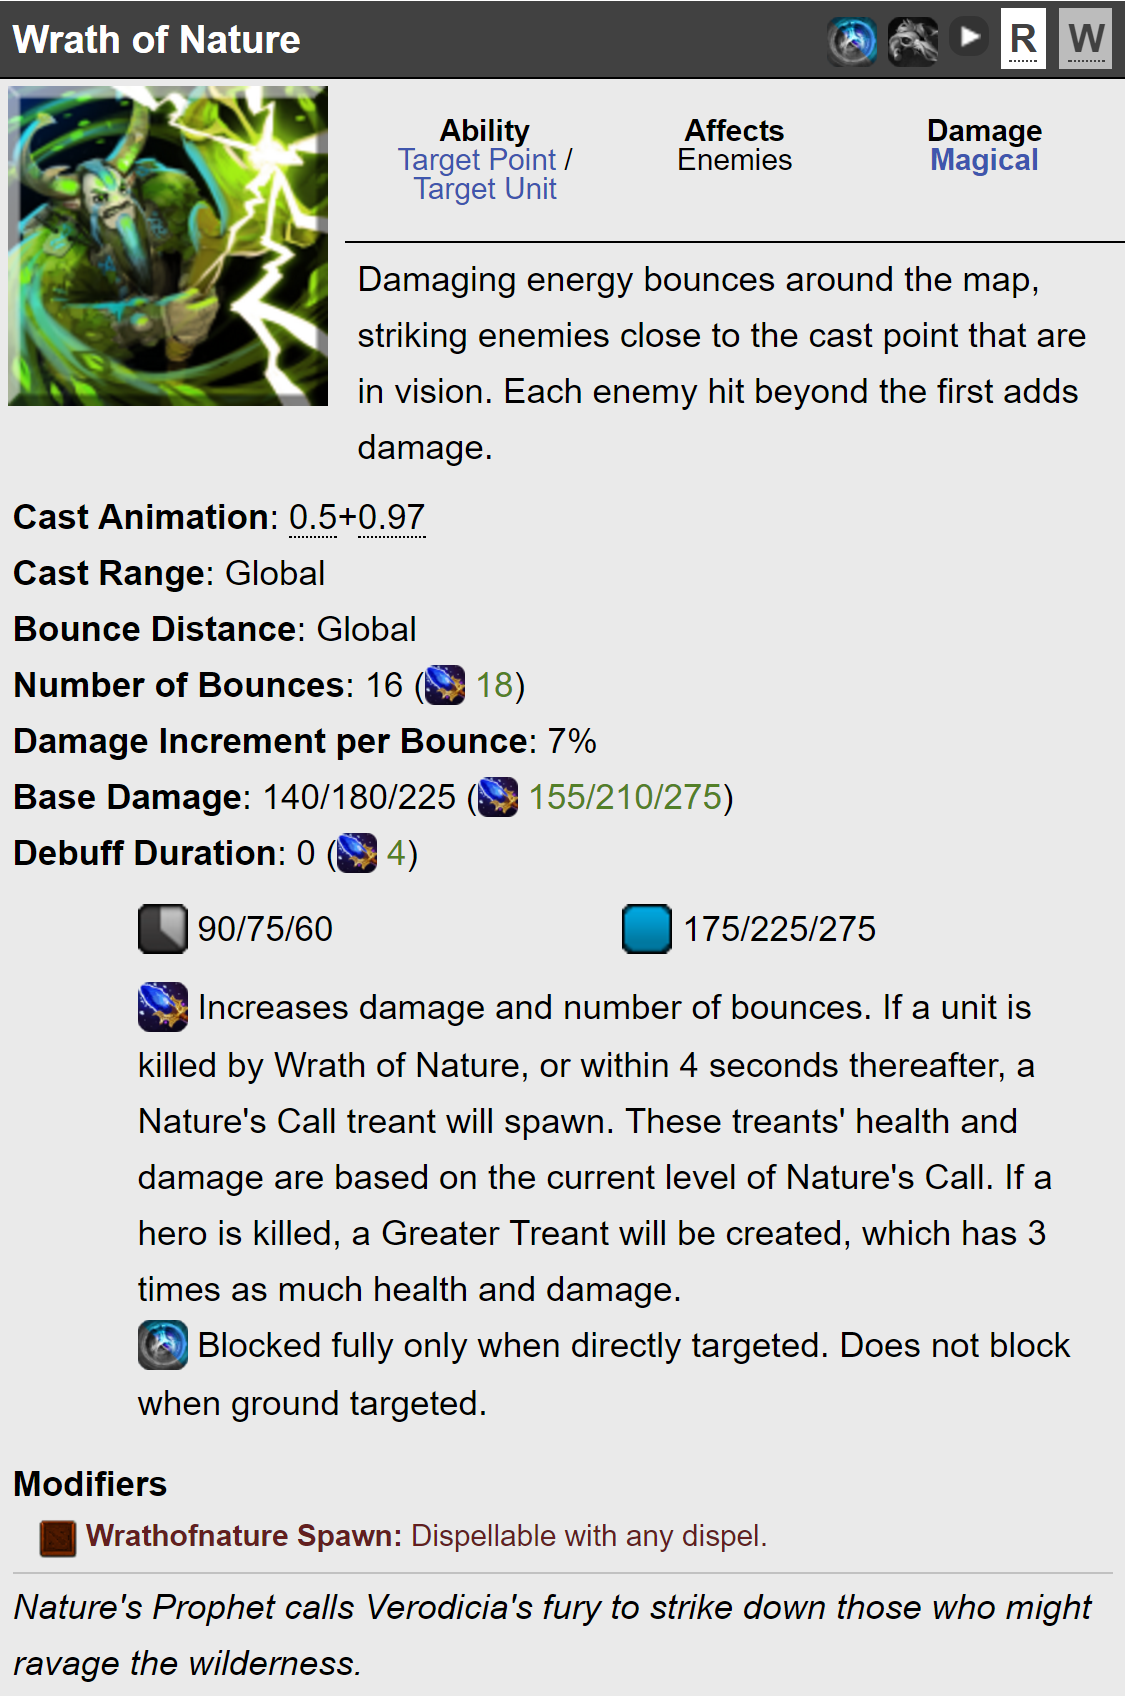 Wrath of Nature R W
Ability Affects Damage
Target Point / Enemies Magical
Target Unit
Damaging energy bounces around the map,
striking enemies close to the cast point that are
in vision. Each enemy hit beyond the first adds
damage.
Cast Animation: 0.5+0.97
Cast Range: Global
Bounce Distance: Global
Number of Bounces: 16 ( 18)
Damage Increment per Bounce: 7%
Base Damage: 140/180/225 ( 155/210/275)
Debuff Duration: 0 ( 4)
90/75/60 175/225/275
Increases damage and number of bounces. If a unit is
killed by Wrath of Nature, or within 4 seconds thereafter, a
Nature's Call treant will spawn. These treants' health and
damage are based on the current level of Nature's Call. If a
hero is killed, a Greater Treant will be created, which has 3
times as much health and damage.
Blocked fully only when directly targeted. Does not block
when ground targeted.
Modifiers
Wrathofnature Spawn: Dispellable with any dispel.
Nature's Prophet calls Verodicia's fury to strike down those who might
ravage the wilderness.